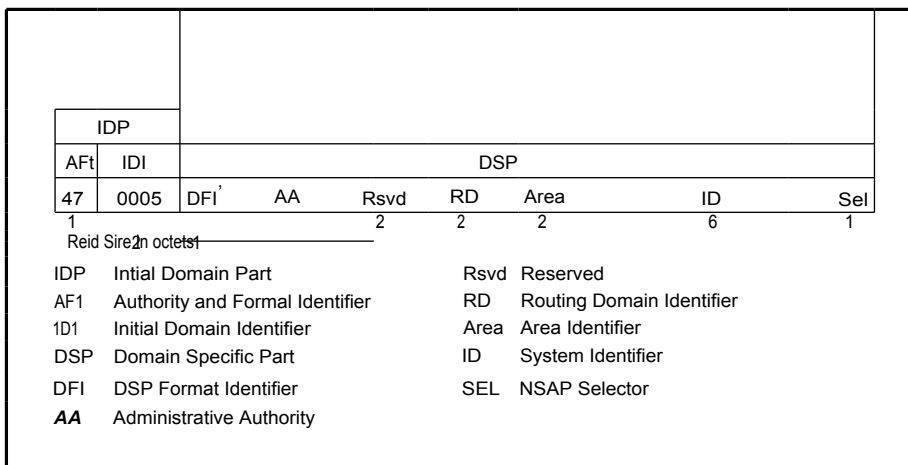 IDP
AFt IDI DSP
47 0005 DFI' AA Rsvd RD Area ID Sel
1 2 2 2 6 1
Reid Sire2in octets1
IDP Intial Domain Part Rsvd Reserved
AF1 Authority and Formal Identifier RD Routing Domain Identifier
1D1 Initial Domain Identifier Area Area Identifier
DSP Domain Specific Part ID System Identifier
DFI DSP Format Identifier SEL NSAP Selector
AA Administrative Authority